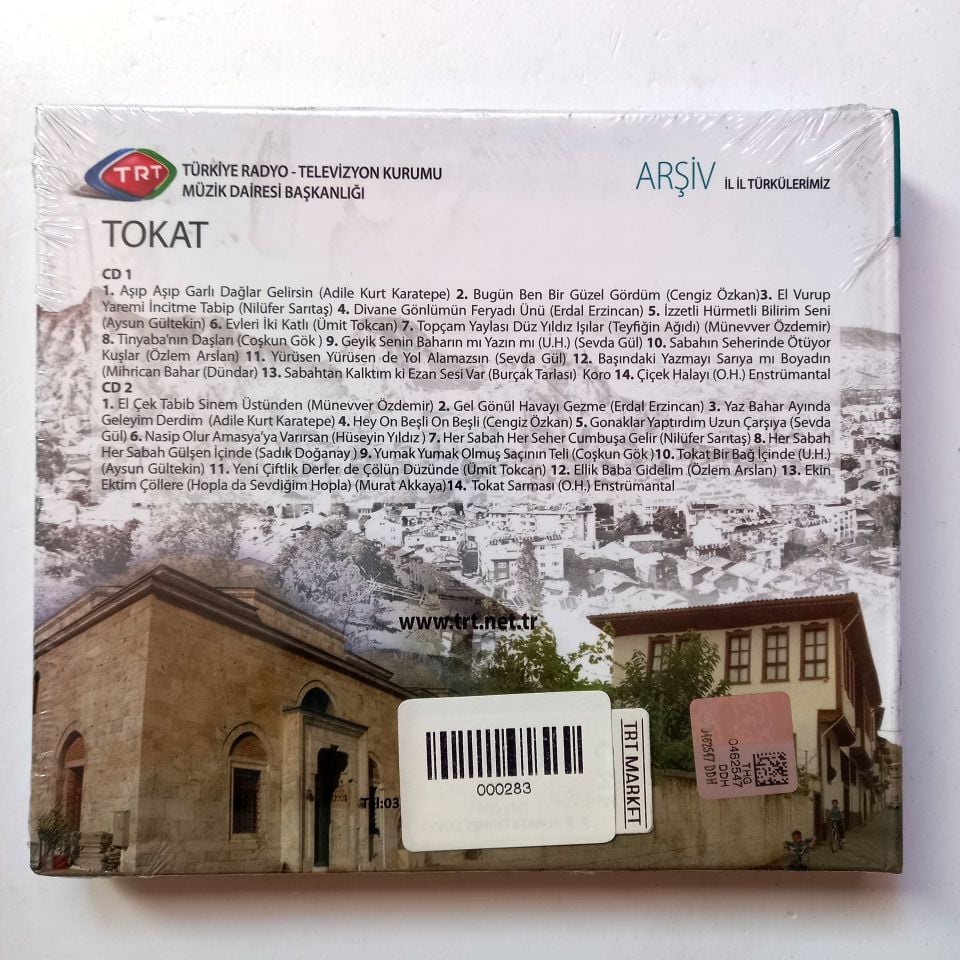 TRT
TÜRKİYE RADYO - TELEVİZYON KURUMU
MÜZİK DAİRESİ BAŞKANLIĞI
ARŞİV İL İL TÜRKÜLERİMİZ
TOKAT
CD 1
1. Aşıp Aşıp Garlı Dağlar Gelirsin (Adile Kurt Karatepe) 2. Bugün Ben Bir Güzel Gördüm (Cengiz Özkan)3. El Vurup
Yaremi İncitme Tabip (Nilüfer Sarıtaş) 4. Divane Gönlümün Feryadı Ünü (Erdal Erzincan) 5. İzzetli Hürmetli Bilirim Seni
(Aysun Gültekin) 6. Evleri İki Katlı (Ümit Tokcan) 7. Topçam Yaylası Düz Yıldız Işılar (Teyfiğin Ağıdı) (Münevver Özdemir)
8. Tinyaba'nın Daşları (Coşkun Gök ) 9. Geyik Senin Baharın mı Yazın mı (U.H.) (Sevda Gül) 10. Sabahın Seherinde Ötüyor
Kuşlar (Özlem Arslan) 11. Yürüsen Yürüsen de Yol Alamazsın (Sevda Gül) 12. Başındaki Yazmayı Sarıya mı Boyadın
(Mihrican Bahar (Dündar) 13. Sabahtan Kalktım ki Ezan Sesi Var (Burçak Tarlası) Koro 14. Çiçek Halayı (O.H.) Enstrümantal
CD 2
1. El Çek Tabib Sinem Üstünden (Münevver Özdemir) 2. Gel Gönül Havayı Gezme (Erdal Erzincan) 3. Yaz Bahar Ayında
Geleyim Derdim (Adile Kurt Karatepe) 4. Hey On Beşli On Beşli (Cengiz Özkan) 5. Gonaklar Yaptırdım Uzun Çarşıya (Sevda
Gül) 6. Nasip Olur Amasya'ya Varırsan (Hüseyin Yıldız ) 7. Her Sabah Her Seher Cumbuşa Gelir (Nilüfer Sarıtaş) 8. Her Sabah
Her Sabah Gülşen İçinde (Sadık Doğanay ) 9. Yumak Yumak Olmuş Saçının Teli (Coşkun Gök )10. Tokat Bir Bağ İçinde (U.H.)
(Aysun Gültekin) 11. Yeni Çiftlik Derler de Çölün Düzünde (Ümit Tokcan) 12. Ellik Baba Gidelim (Özlem Arslan) 13. Ekin
Ektim Çöllere (Hopla da Sevdiğim Hopla) (Murat Akkaya)14. Tokat Sarması (O.H.) Enstrümantal
www.trt.net.tr
000283
TRT MARKET
THG
DDH
0462547
0462547 DDH
Tel:03